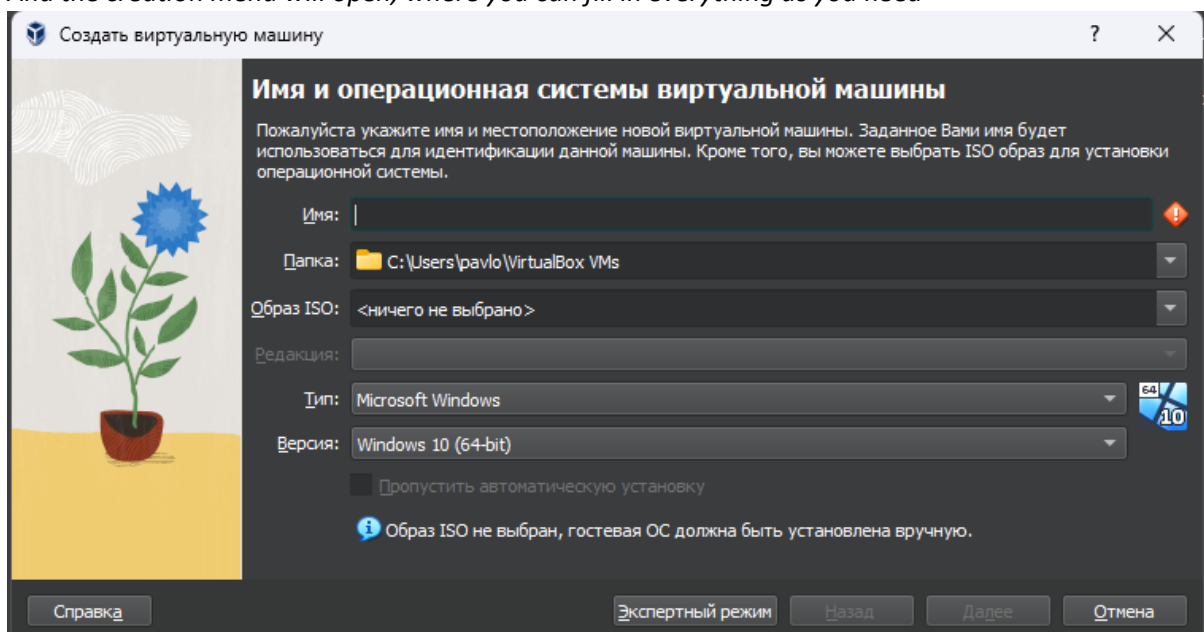 And the creation menu will open, where you can fill in everything as you need
Создать виртуальную машину
?
Имя и операционная системы виртуальной машины
Пожалуйста укажите имя и местоположение новой виртуальной машины. Заданное Вами имя будет
использоваться для идентификации данной машины. Кроме того, вы можете выбрать ISO образ для установки
операционной системы.
Имя:
Папка: C:\Users\pavlo\VirtualBox VMs
Образ ISO: <ничего не выбрано>
Редакция:
Тип: Microsoft Windows
64
10
Версия: Windows 10 (64-bit)
Пропустить автоматическую установку
Образ ISO не выбран, гостевая ОС должна быть установлена вручную.
Справка Экспертный режим Назад Далее Отмена